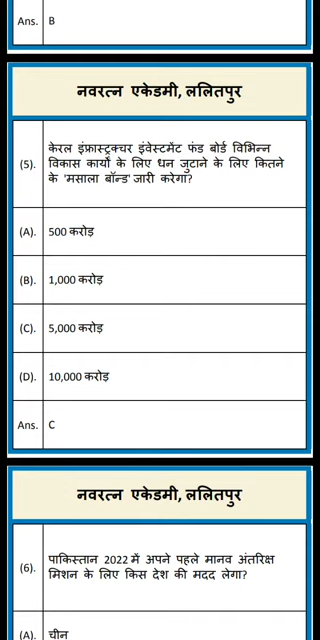 Ans. B
नवरत्न एकेडमी, ललितपुर
(5). केरल इंफ्रास्ट्रक्चर इंवेस्टमेंट फंड बोर्ड विभिन्न
विकास कार्यों के लिए धन जुटाने के लिए कितने
के 'मसाला बॉन्ड' जारी करेगा?
(A). 500 करोड़
(B). 1,000 करोड़
(C). 5,000 करोड़
(D). 10,000 करोड़
Ans. C
नवरत्न एकेडमी, ललितपुर
(6). पाकिस्तान 2022 में अपने पहले मानव अंतरिक्ष
मिशन के लिए किस देश की मदद लेगा?
(A). चीन